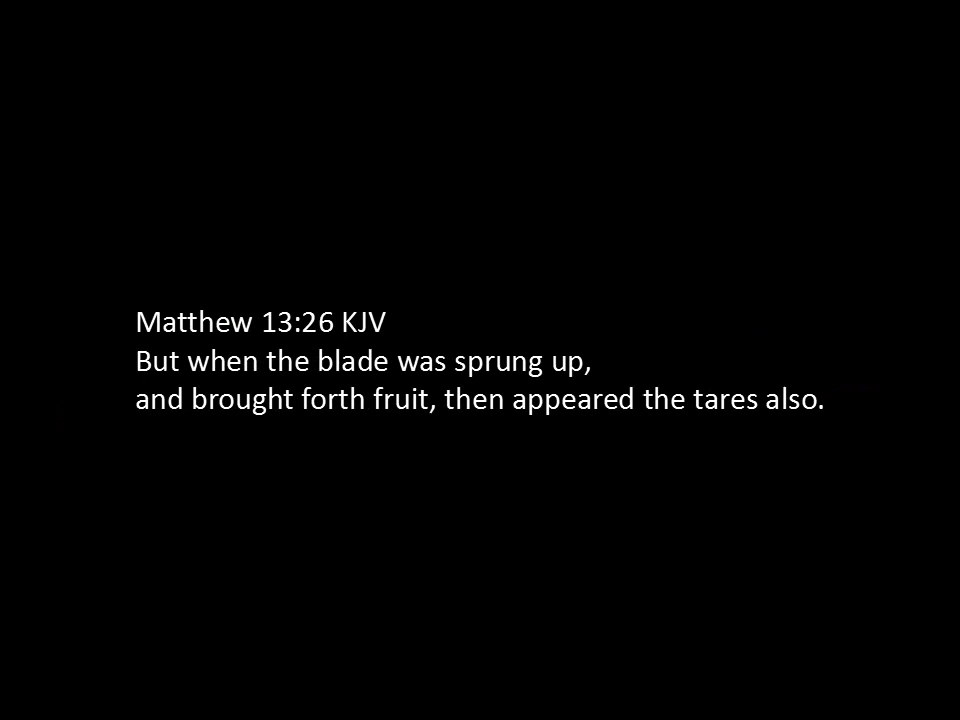 Matthew 13:26 KJV
But when the blade was sprung up,
and brought forth fruit, then appeared the tares also.